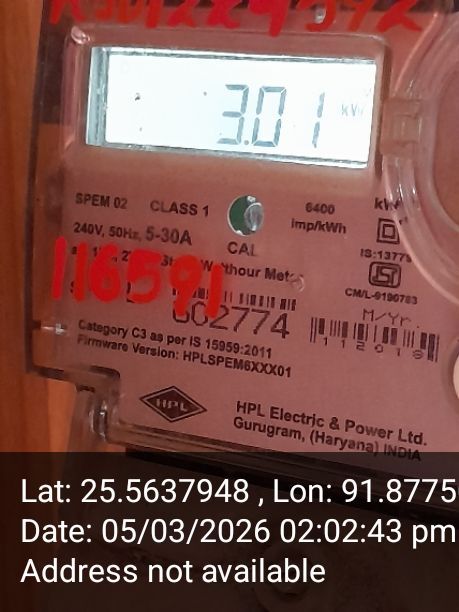 3.01 kW
SPEM 02 CLASS 1 6400 imp/kWh
240V, 50Hz, 5-30A CAL
IS:13779
116591
CM/L-9190783
602774
M/Yr.
112019
Category C3 as per IS 15959:2011
Firmware Version: HPLSPEM6XXX01
HPL
HPL Electric & Power Ltd.
Gurugram, (Haryana) INDIA
Lat: 25.5637948 , Lon: 91.8775
Date: 05/03/2026 02:02:43 pm
Address not available